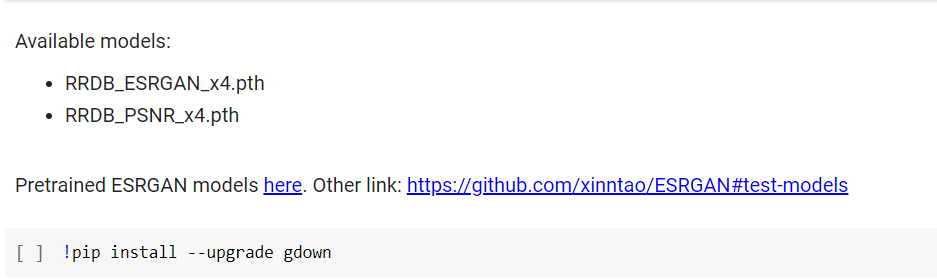 Available models:
• RRDB_ESRGAN_x4.pth
• RRDB_PSNR_x4.pth
Pretrained ESRGAN models here. Other link: https://github.com/xinntao/ESRGAN#test-models
[ ] !pip install --upgrade gdown